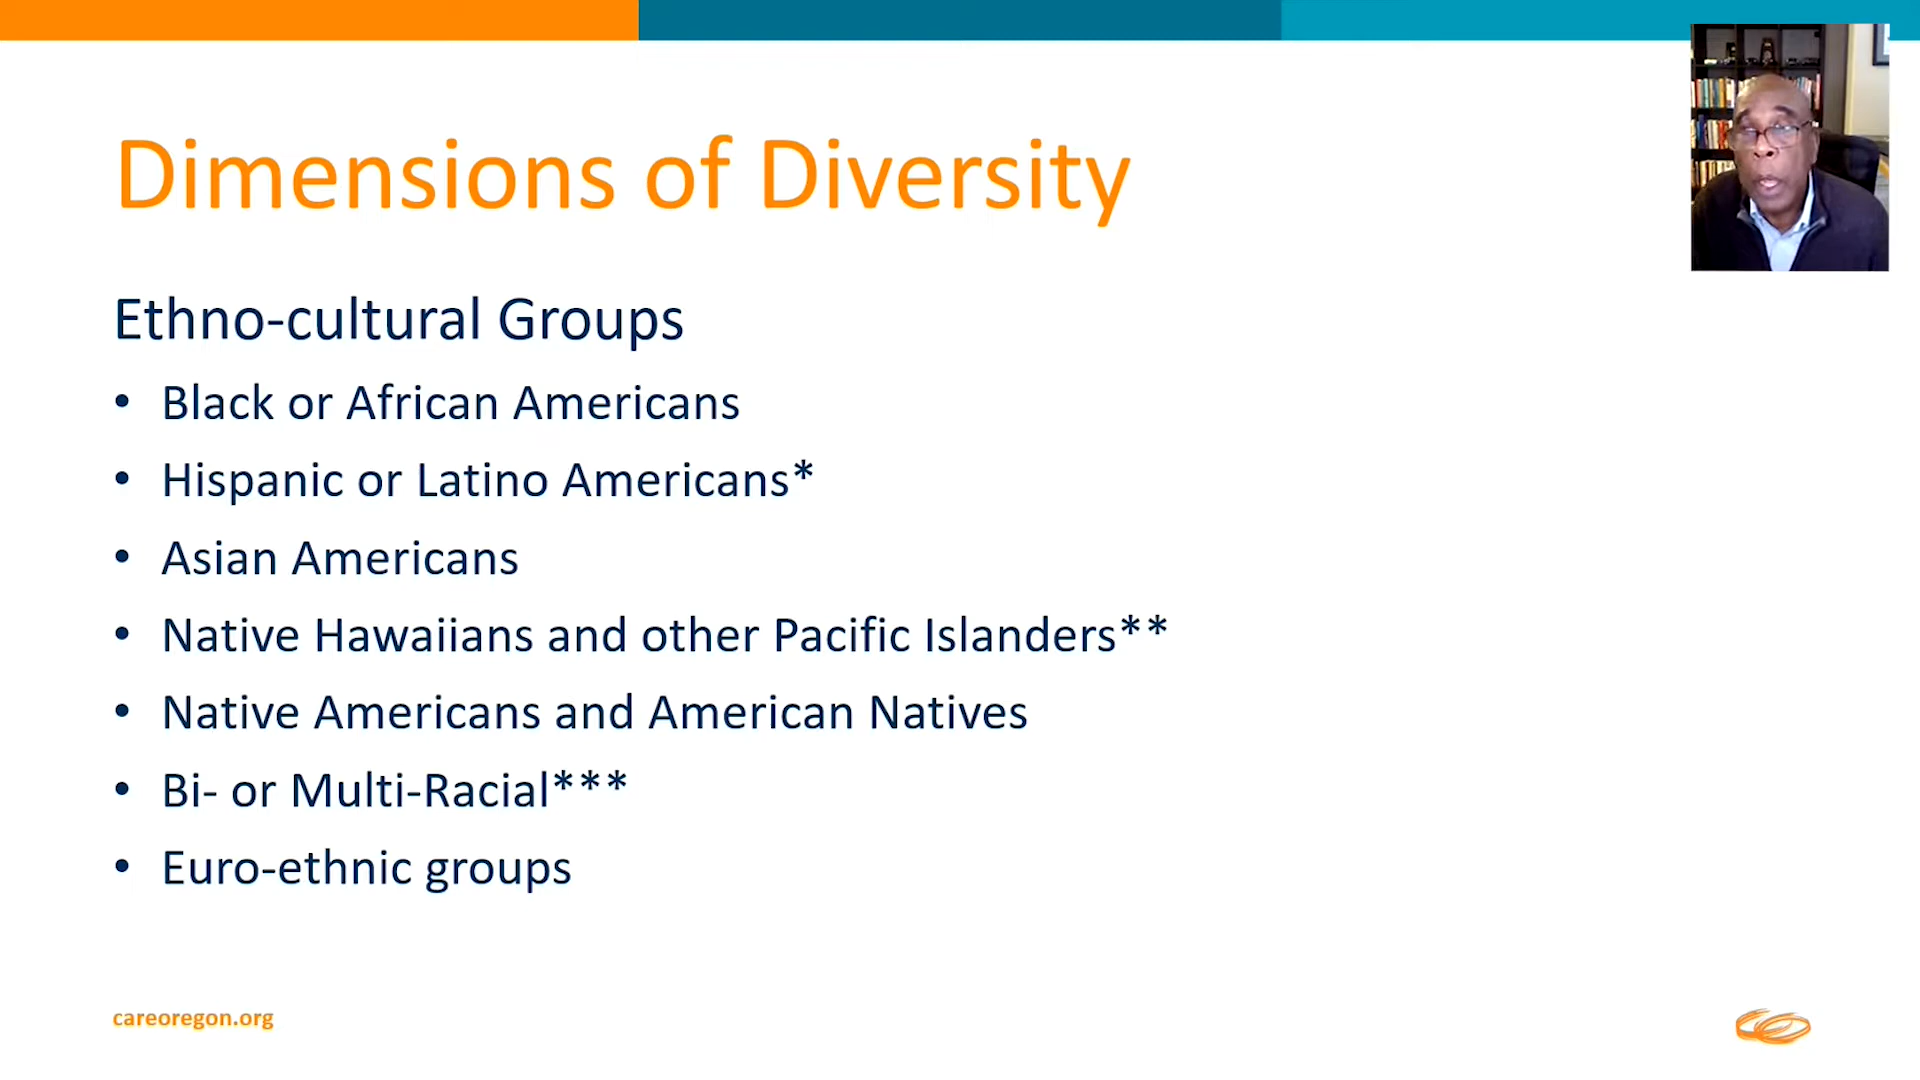 Dimensions of Diversity
Ethno-cultural Groups
• Black or African Americans
• Hispanic or Latino Americans*
• Asian Americans
• Native Hawaiians and other Pacific Islanders**
• Native Americans and American Natives
• Bi- or Multi-Racial***
• Euro-ethnic groups
careoregon.org